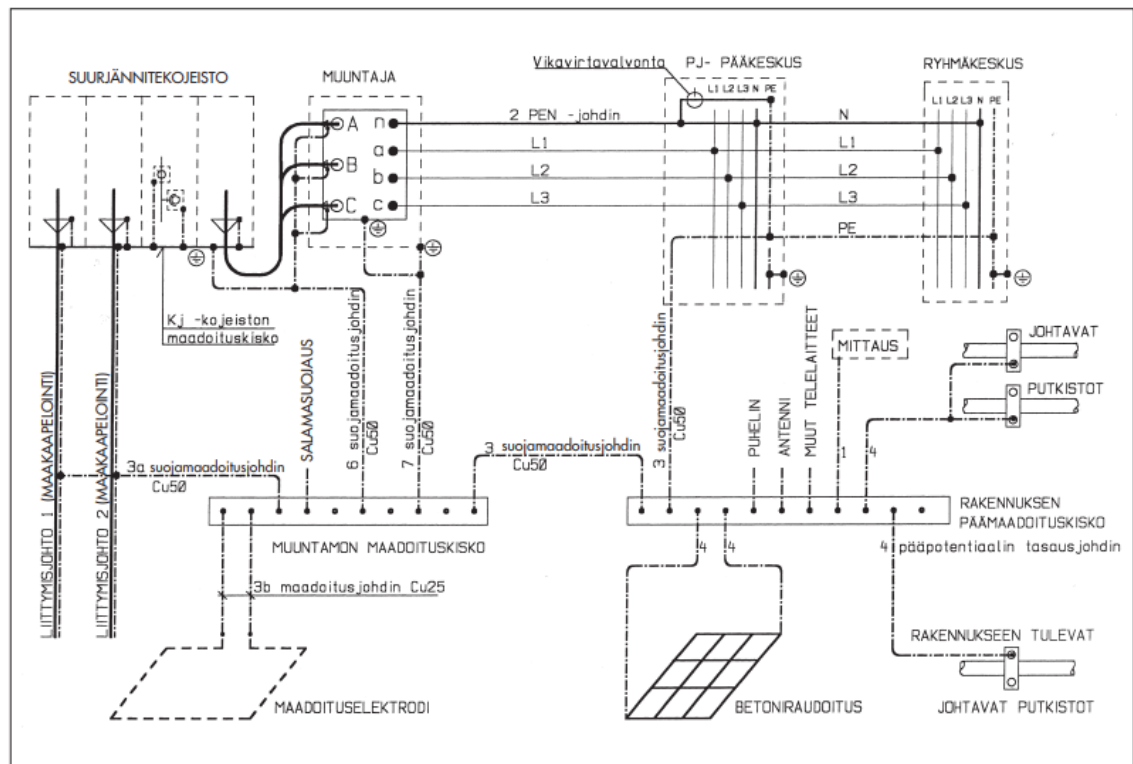 SUURJÄNNITEKOJEISTO
MUUNTAJA
Vikavirtavalvonta
PJ- PÄÄKESKUS
RYHMÄKESKUS
L1 L2 L3 N PE
L1 L2 L3 N PE
A n
2 PEN -johdin
N
a
L1
L1
B
b
L2
L2
C c
L3
L3
PE
Kj -kojeiston
maadoituskisko
LIITTYMISJOHTO 1 (MAAKAAPELOINTI)
LIITTYMISJOHTO 2 (MAAKAAPELOINTI)
3a suojamaadoitusjohdin
Cu50
SALAMASUOJAUS
6 suojamaadoitusjohdin
Cu50
7 suojamaadoitusjohdin
Cu50
3 suojamaadoitusjohdin
Cu50
3 suojamaadoitusjohdin
Cu50
PUHELIN
ANTENNI
MUUT TELELAITTEET
MITTAUS
1
4
JOHTAVAT
PUTKISTOT
MUUNTAMON MAADOITUSKISKO
RAKENNUKSEN
PÄÄMAADOITUSKISKO
4
4
4 pääpotentiaalin tasausjohdin
3b maadoitusjohdin Cu25
MAADOITUSELEKTRODI
BETONIRAUDOITUS
RAKENNUKSEEN TULEVAT
JOHTAVAT PUTKISTOT